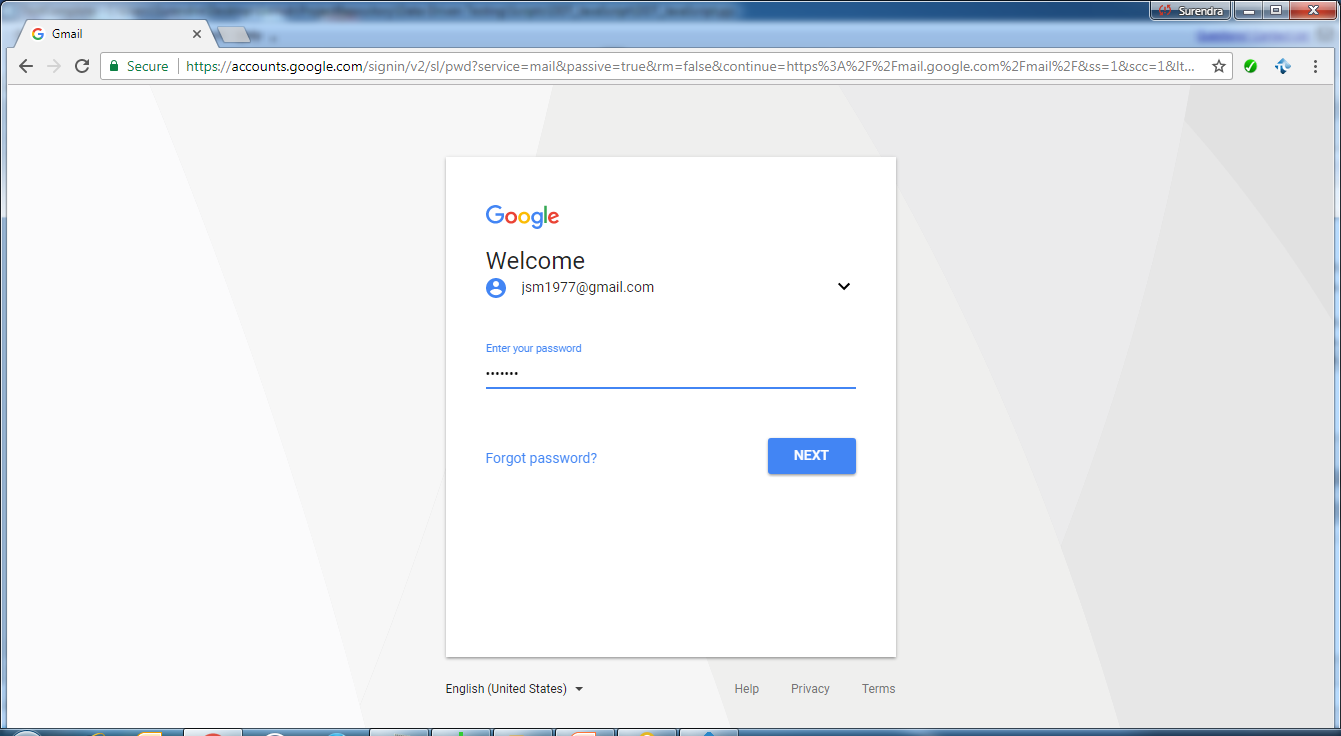 Surendra
Gmail
Secure https://accounts.google.com/signin/v2/sl/pwd?service=mail&passive=true&rm=false&continue=https%3A%2F%2Fmail.google.com%2Fmail%2F&ss=1&scc=1&lt...
Google
Welcome
jsm1977@gmail.com
Enter your password
•••••••
Forgot password? NEXT
English (United States) Help Privacy Terms